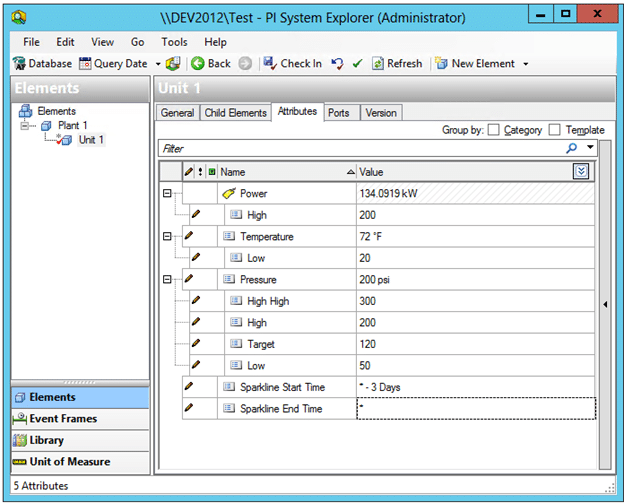 \\DEV2012\Test - PI System Explorer (Administrator)
File Edit View Go Tools Help
Database Query Date Back Check In Refresh New Element
Elements
Elements
Plant 1
Unit 1
Unit 1
General Child Elements Attributes Ports Version
Group by: Category Template
Filter
Name Value
Power 134.0919 kW
High 200
Temperature 72 °F
Low 20
Pressure 200 psi
High High 300
High 200
Target 120
Low 50
Sparkline Start Time * - 3 Days
Sparkline End Time *
Elements
Event Frames
Library
Unit of Measure
5 Attributes